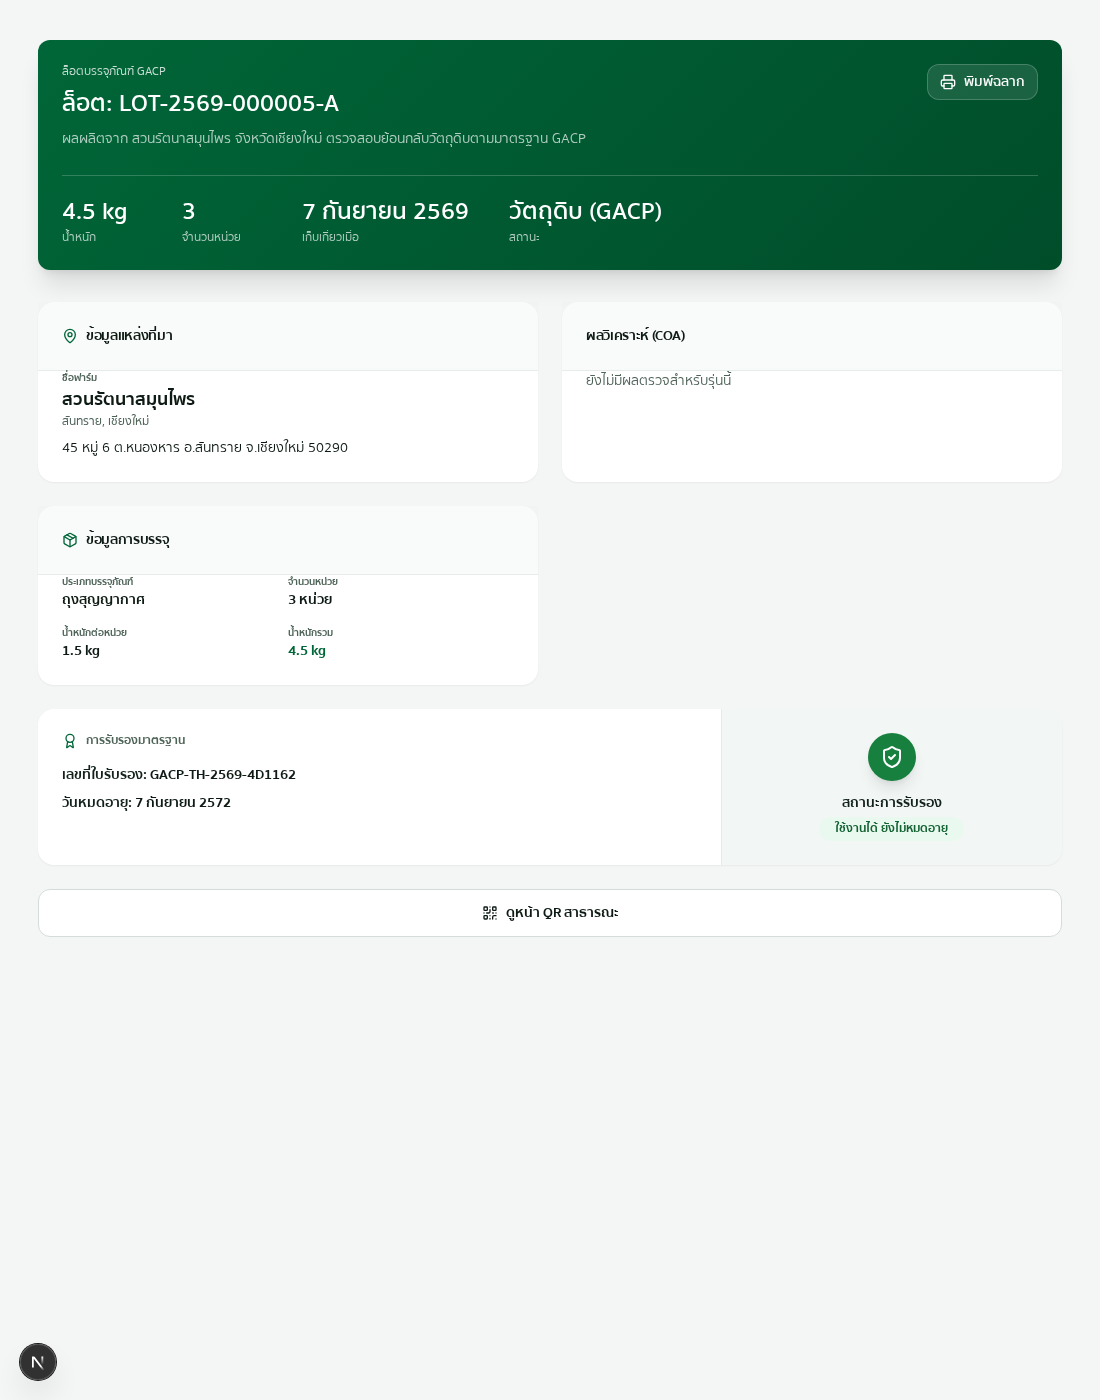 ล็อตบรรจุภัณฑ์ GACP
ล็อต: LOT-2569-000005-A
พิมพ์ฉลาก
ผลผลิตจาก สวนรัตนาสมุนไพร จังหวัดเชียงใหม่ ตรวจสอบย้อนกลับวัตถุดิบตามมาตรฐาน GACP
4.5 kg
น้ำหนัก
3
จำนวนหน่วย
7 กันยายน 2569
เก็บเกี่ยวเมื่อ
วัตถุดิบ (GACP)
สถานะ
ข้อมูลแหล่งที่มา
ชื่อฟาร์ม
สวนรัตนาสมุนไพร
สันทราย, เชียงใหม่
45 หมู่ 6 ต.หนองหาร อ.สันทราย จ.เชียงใหม่ 50290
ผลวิเคราะห์ (COA)
ยังไม่มีผลตรวจสำหรับรุ่นนี้
ข้อมูลการบรรจุ
ประเภทบรรจุภัณฑ์
ถุงสุญญากาศ
จำนวนหน่วย
3 หน่วย
น้ำหนักต่อหน่วย
1.5 kg
น้ำหนักรวม
4.5 kg
การรับรองมาตรฐาน
เลขที่ใบรับรอง: GACP-TH-2569-4D1162
วันหมดอายุ: 7 กันยายน 2572
สถานะการรับรอง
ใช้งานได้ ยังไม่หมดอายุ
ดูหน้า QR สาธารณะ
N